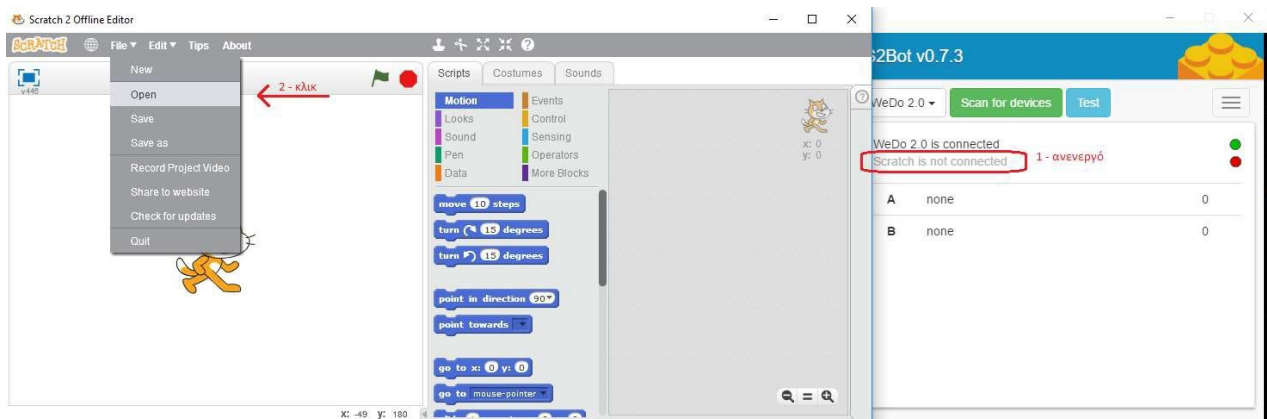 Scratch 2 Offline Editor
SCRATCH File Edit Tips About
v446
New
Open
Save
Save as
Record Project Video
Share to website
Check for updates
Quit
2 - κλικ
X: -49 Y: 180
Scripts Costumes Sounds
Motion Events
Looks Control
Sound Sensing
Pen Operators
Data More Blocks
move 10 steps
turn 15 degrees
turn 15 degrees
point in direction 90
point towards
go to x: 0 y: 0
go to mouse-pointer
x: 0
y: 0
S2Bot v0.7.3
WeDo 2.0 Scan for devices Test
WeDo 2.0 is connected
Scratch is not connected
1 - ανενεργό
A none 0
B none 0